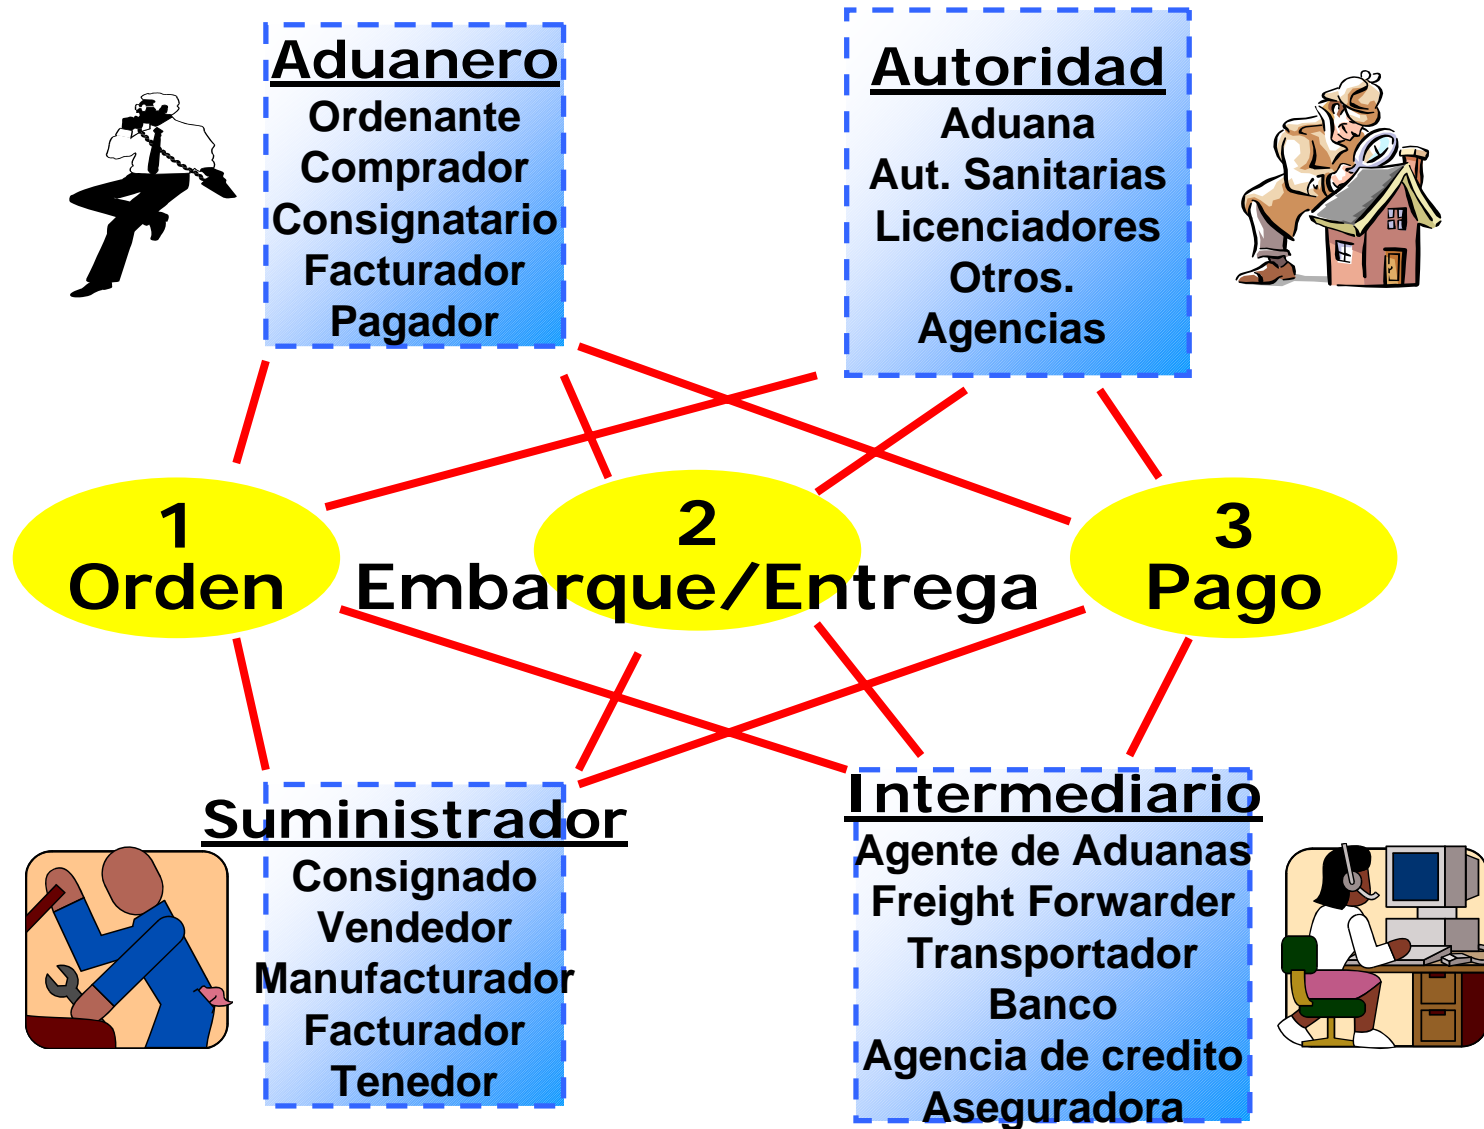 Aduanero
Ordenante
Comprador
Consignatario
Facturador
Pagador
Autoridad
Aduana
Aut. Sanitarias
Licenciadores
Otros.
Agencias
1
Orden
2
Embarque/Entrega
3
Pago
Suministrador
Consignado
Vendedor
Manufacturador
Facturador
Tenedor
Intermediario
Agente de Aduanas
Freight Forwarder
Transportador
Banco
Agencia de credito
Aseguradora